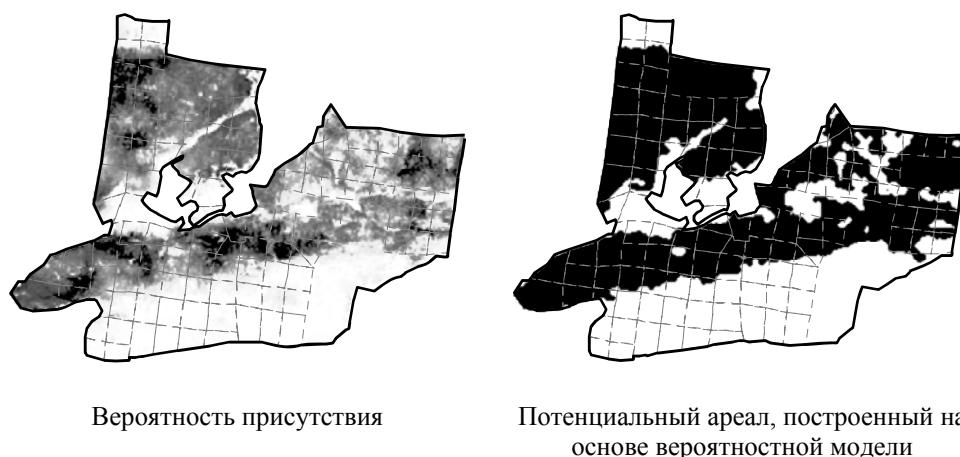 Вероятность присутствия
Потенциальный ареал, построенный на
основе вероятностной модели